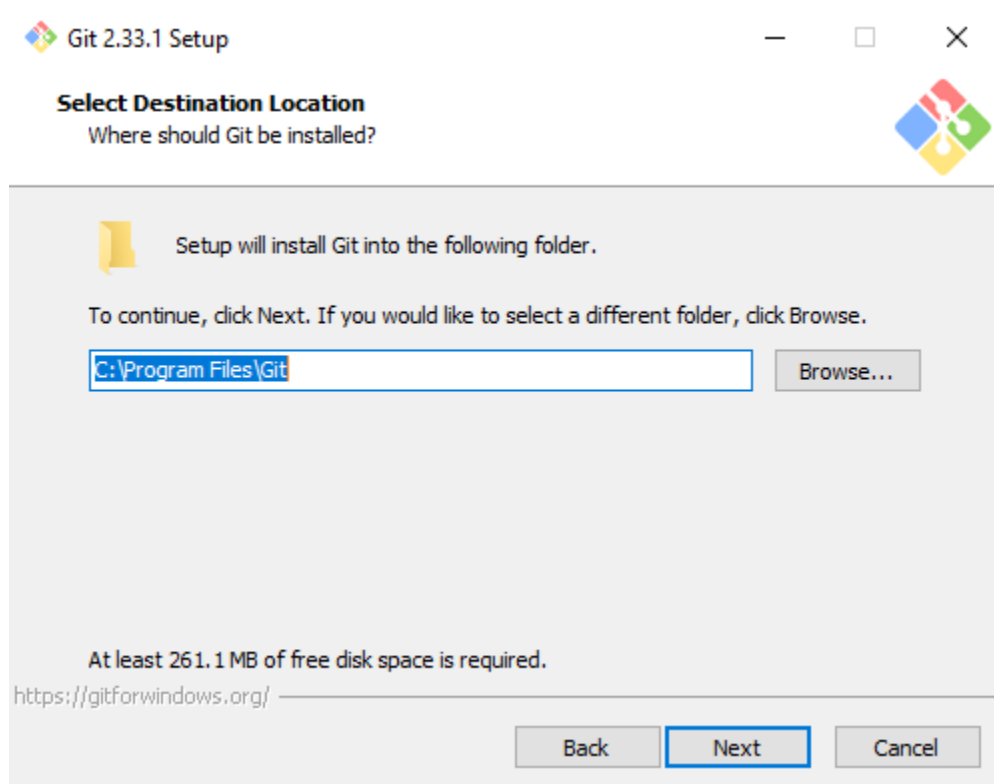 Git 2.33.1 Setup
Select Destination Location
Where should Git be installed?
Setup will install Git into the following folder.
To continue, click Next. If you would like to select a different folder, click Browse.
C:\Program Files\Git
Browse...
At least 261.1 MB of free disk space is required.
https://gitforwindows.org/
Back
Next
Cancel